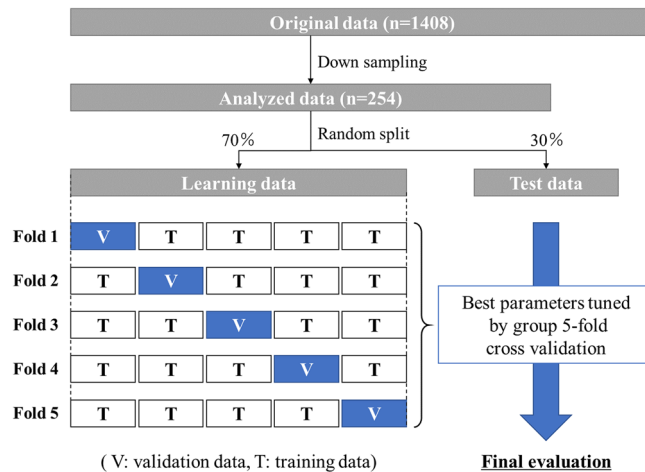 Original data (n=1408)
Down sampling
Analyzed data (n=254)
70%
Random split
30%
Learning data
Test data
Fold 1 V T T T T
Fold 2 T V T T T
Fold 3 T T V T T
Fold 4 T T T V T
Fold 5 T T T T V
Best parameters tuned
by group 5-fold
cross validation
( V: validation data, T: training data)
Final evaluation